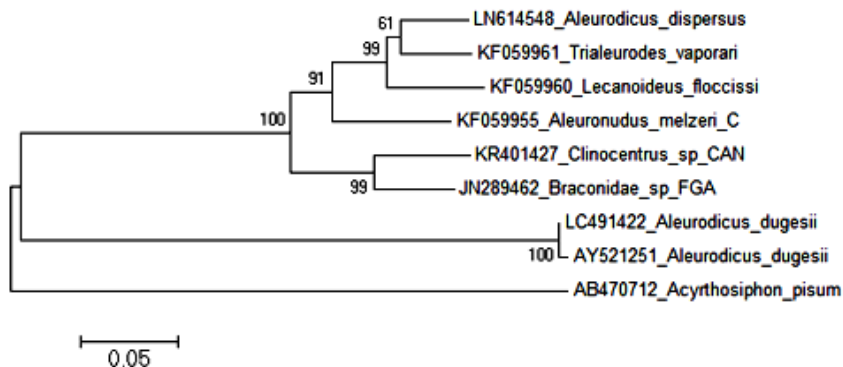 LN614548_Aleurodicus_dispersus
61
KF059961_Trialeurodes_vaporari
99
KF059960_Lecanoideus_floccissi
91
KF059955_Aleuronudus_melzeri_C
100
KR401427_Clinocentrus_sp_CAN
99
JN289462_Braconidae_sp_FGA
LC491422_Aleurodicus_dugesii
100
AY521251_Aleurodicus_dugesii
AB470712_Acyrthosiphon_pisum
0.05